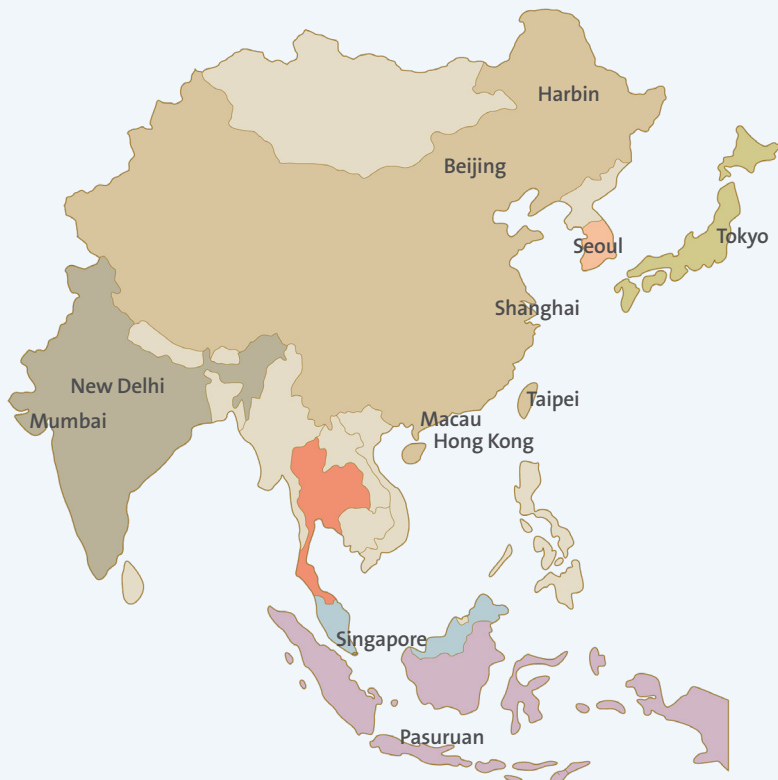 Harbin
Beijing
Tokyo
Seoul
Shanghai
New Delhi
Taipei
Mumbai
Macau
Hong Kong
Singapore
Pasuruan